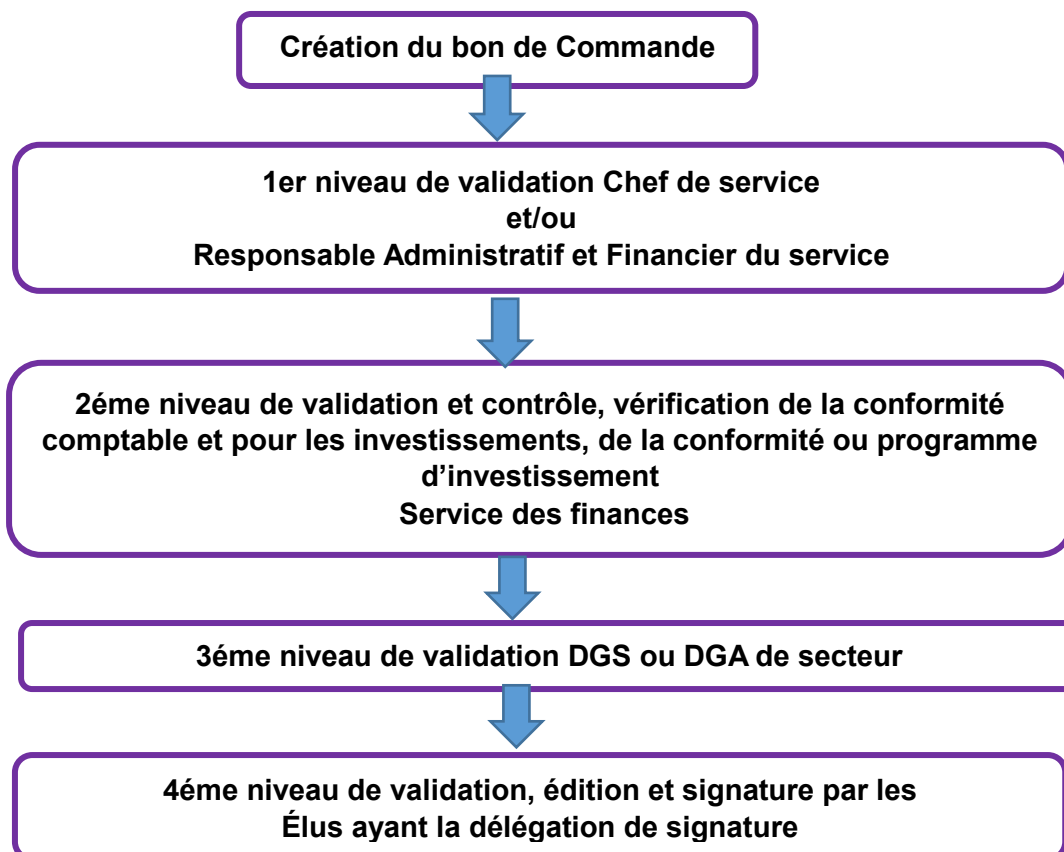 Création du bon de Commande
1er niveau de validation Chef de service
et/ou
Responsable Administratif et Financier du service
2éme niveau de validation et contrôle, vérification de la conformité
comptable et pour les investissements, de la conformité ou programme
d’investissement
Service des finances
3éme niveau de validation DGS ou DGA de secteur
4éme niveau de validation, édition et signature par les
Élus ayant la délégation de signature